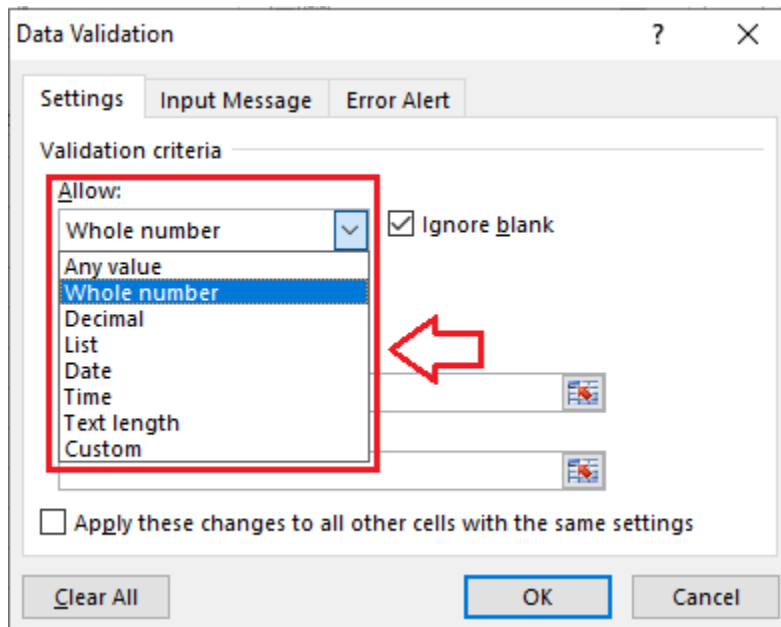 Data Validation ?
Settings Input Message Error Alert
Validation criteria
Allow:
Whole number Ignore blank
Any value
Whole number
Decimal
List
Date
Time
Text length
Custom
Apply these changes to all other cells with the same settings
Clear All OK Cancel